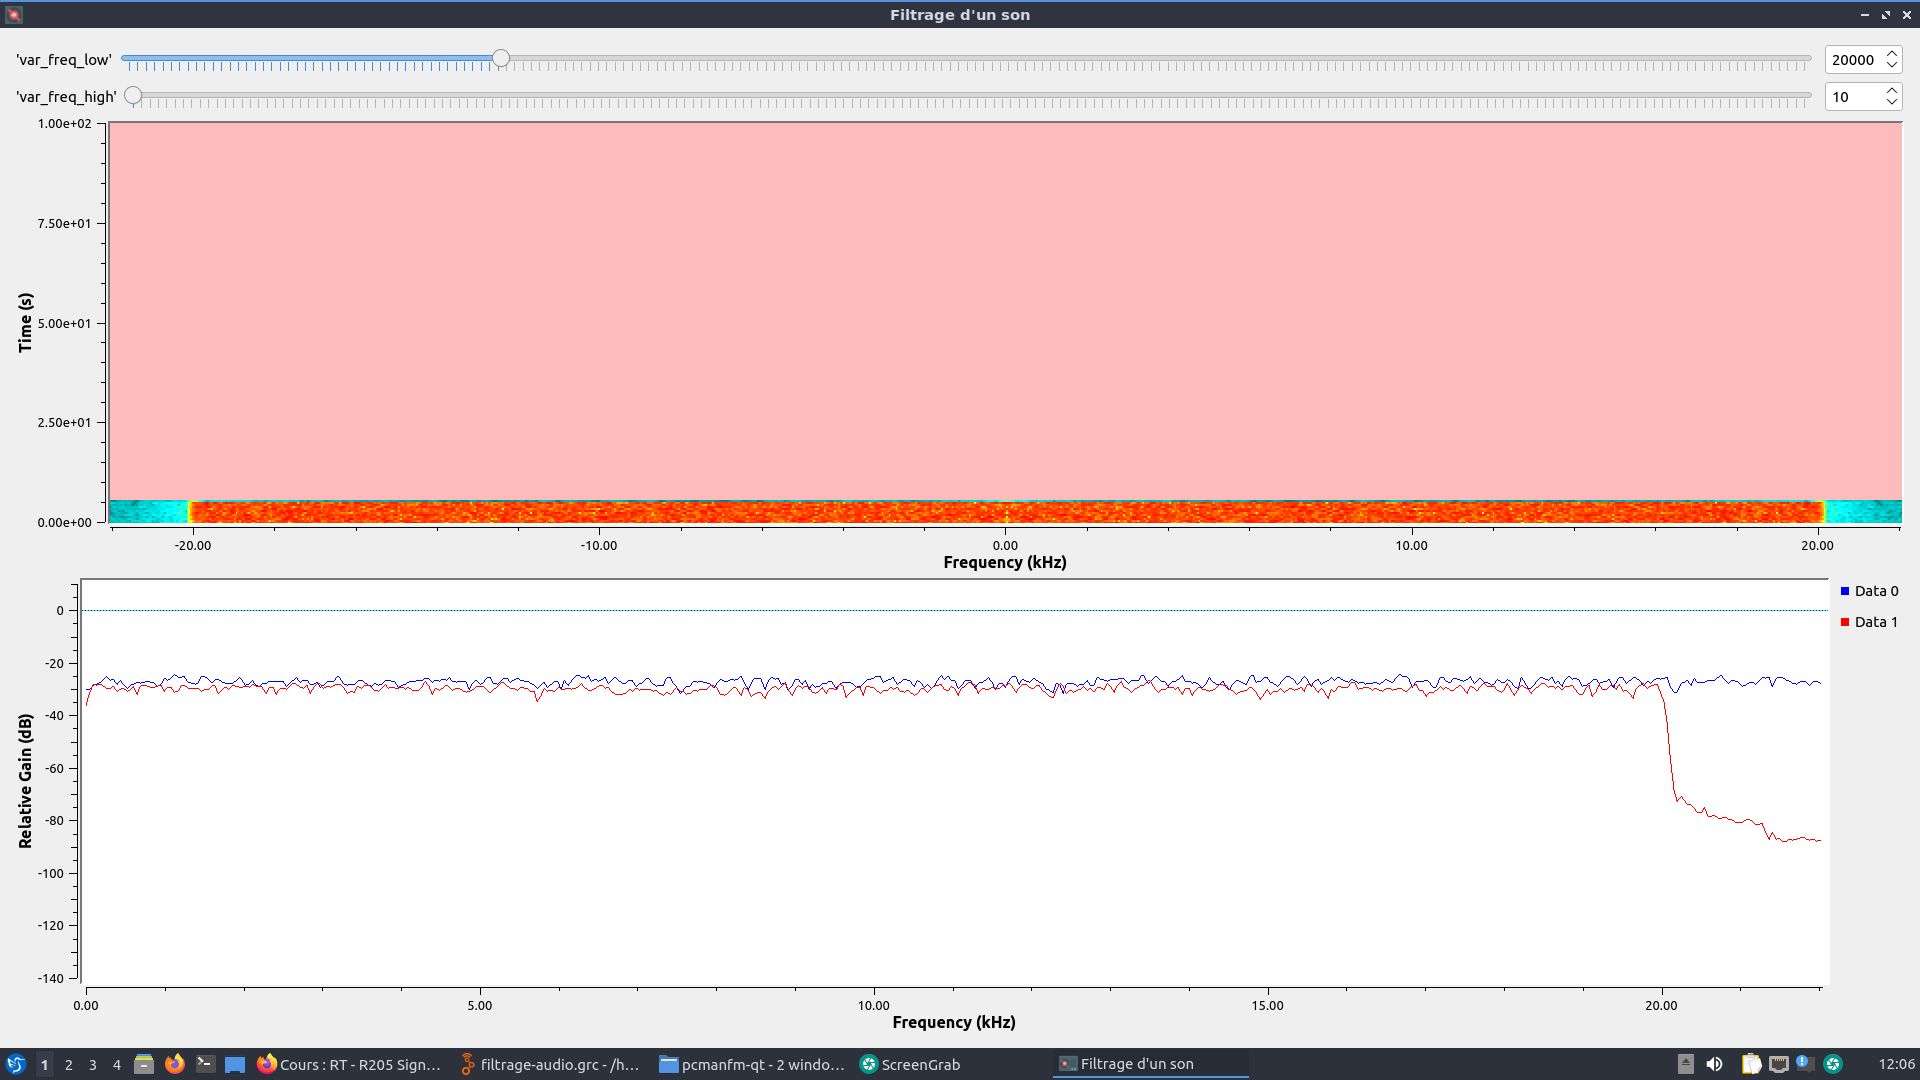 Filtrage d'un son
'var_freq_low' 20000
'var_freq_high' 10
1.00e+02
7.50e+01
5.00e+01
2.50e+01
0.00e+00
Time (s)
-20.00 -10.00 0.00 10.00 20.00
Frequency (kHz)
Data 0
Data 1
0
-20
-40
-60
-80
-100
-120
-140
Relative Gain (dB)
0.00 5.00 10.00 15.00 20.00
Frequency (kHz)
1 2 3 4 Cours : RT - R205 Sign... filtrage-audio.grc - /h... pcmanfm-qt - 2 windo... ScreenGrab Filtrage d'un son 12:06